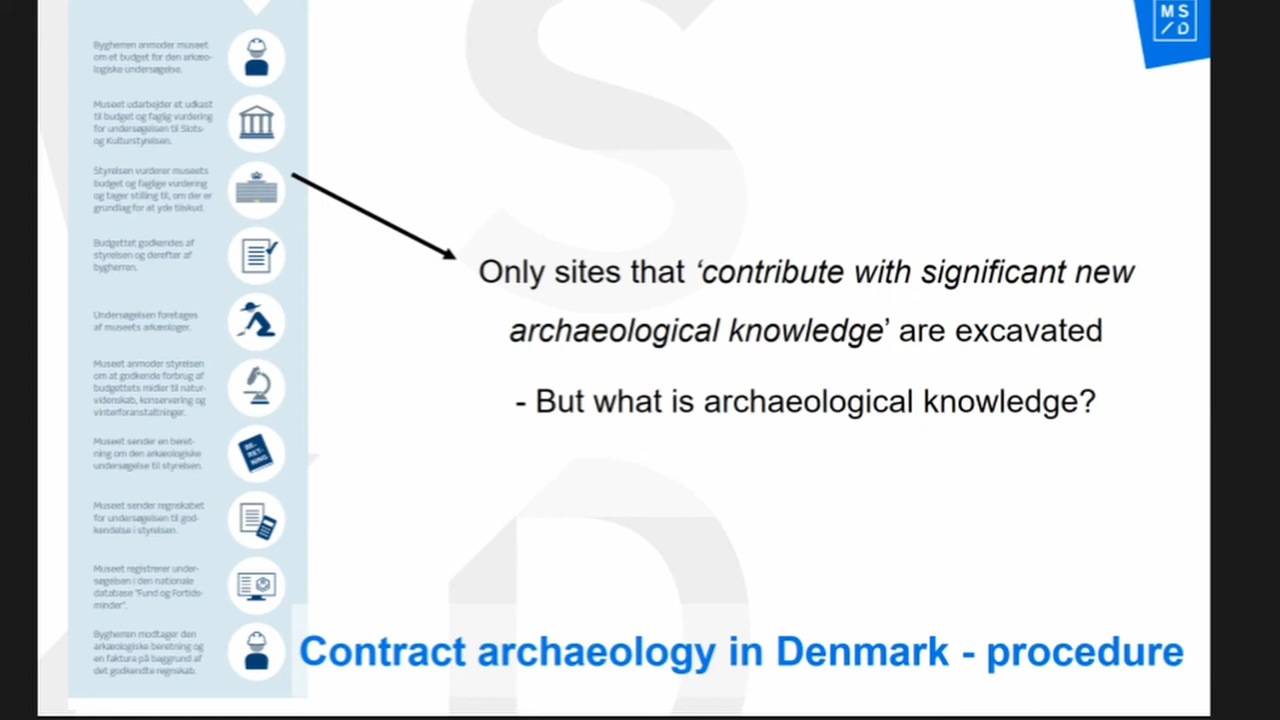 Bygherren anmoder museet
om et budget for den arkæo-
logiske undersøgelse.
Museet udarbejder et udkast
til budget og faglig vurdering
for undersøgelsen til Slots-
og Kulturstyrelsen.
Styrelsen vurderer museets
budget og faglige vurdering
og tager stilling til, om der er
grundlag for at yde tilskud.
Budgettet godkendes af
styrelsen og derefter af
bygherren.
Undersøgelsen foretages
af museets arkæologer.
Museet anmoder styrelsen
om at godkende forbrug af
budgettets midler til natur-
videnskab, konservering og
vinterforanstaltninger.
Museet sender en beret-
ning om den arkæologiske
undersøgelse til styrelsen.
BE-
RET-
NING
Museet sender regnskabet
for undersøgelsen til god-
kendelse i styrelsen.
Museet registrerer under-
søgelsen i den nationale
database "Fund og Fortids-
minder".
Bygherren modtager den
arkæologiske beretning og
en faktura på baggrund af
det godkendte regnskab.
MS
/D
S
D
Only sites that ‘contribute with significant new
archaeological knowledge’ are excavated
- But what is archaeological knowledge?
Contract archaeology in Denmark - procedure